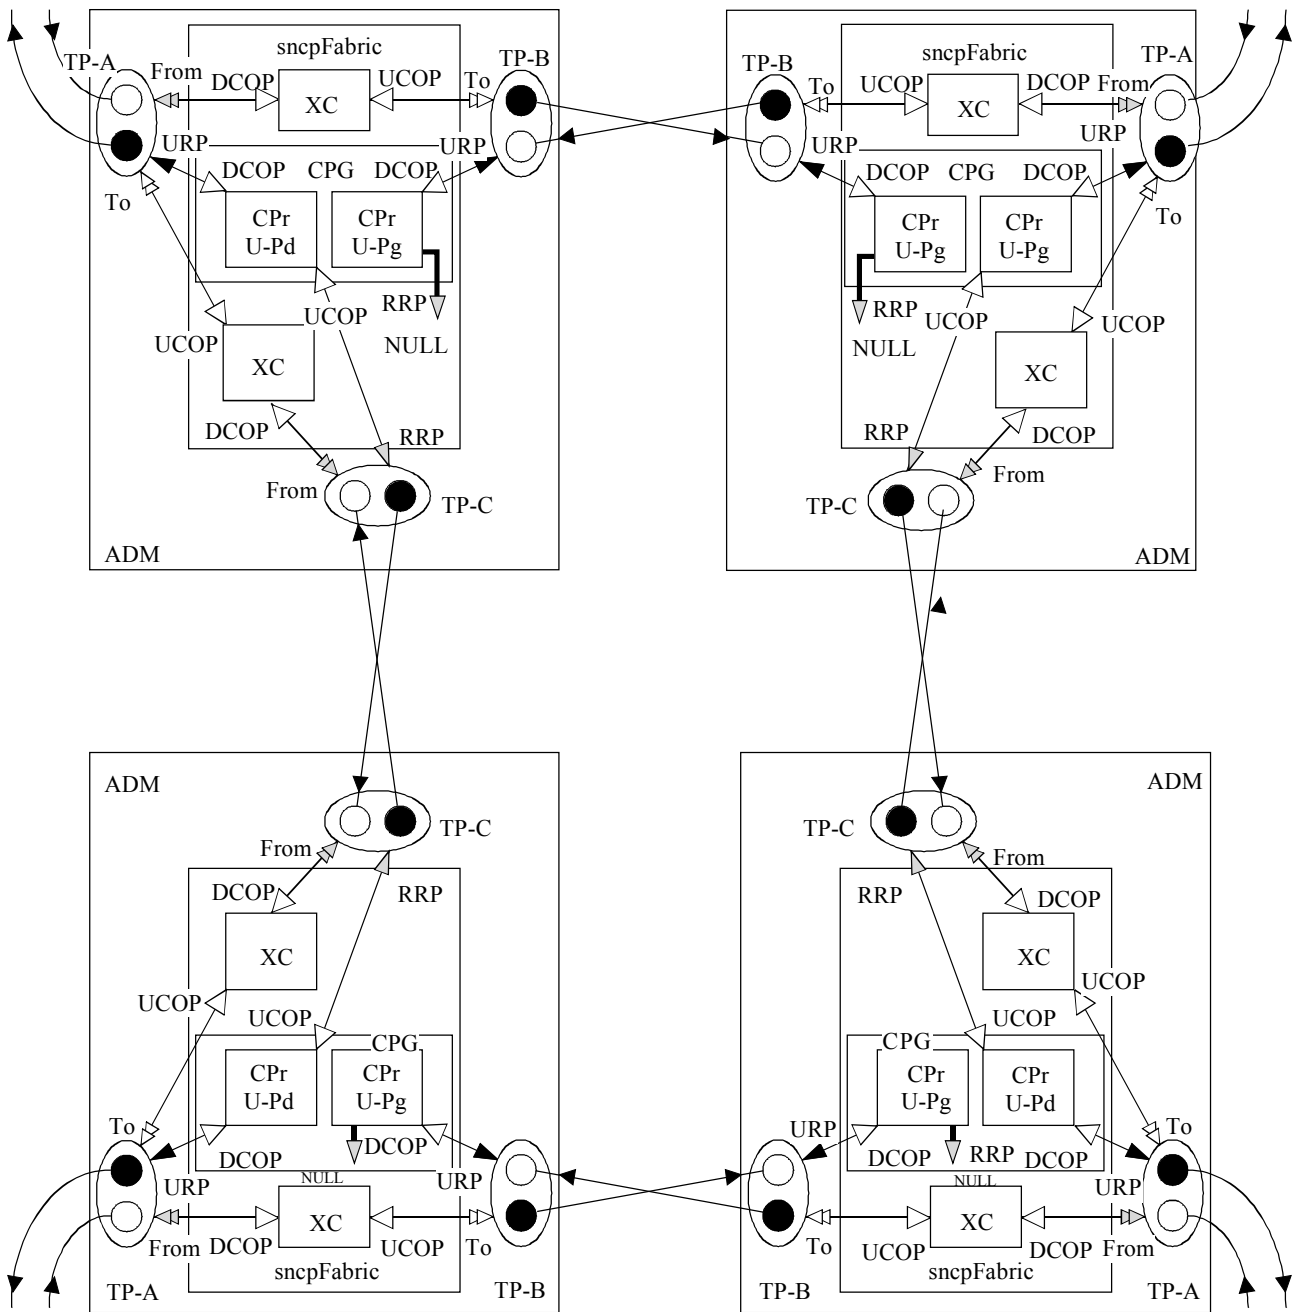 sncpFabric
TP-A
From
DCOP
UCOP
To
TP-B
XC
URP
DCOP
CPG
DCOP
URP
To
CPr
U-Pd
CPr
U-Pg
RRP
UCOP
NULL
UCOP
XC
DCOP
RRP
From
TP-C
ADM
sncpFabric
TP-B
To
UCOP
DCOP
From
TP-A
XC
URP
DCOP
CPG
DCOP
URP
To
CPr
U-Pg
CPr
U-Pg
RRP
UCOP
UCOP
NULL
XC
RRP
DCOP
From
TP-C
ADM
ADM
TP-C
From
DCOP
RRP
XC
UCOP
UCOP
CPG
CPr
U-Pd
CPr
U-Pg
To
DCOP
DCOP
URP
NULL
URP
XC
From
DCOP
UCOP
To
sncpFabric
TP-A
TP-B
ADM
TP-C
From
RRP
DCOP
XC
UCOP
UCOP
CPG
CPr
U-Pg
CPr
U-Pd
URP
To
DCOP
RRP
DCOP
NULL
URP
XC
To
UCOP
DCOP
From
sncpFabric
TP-B
TP-A